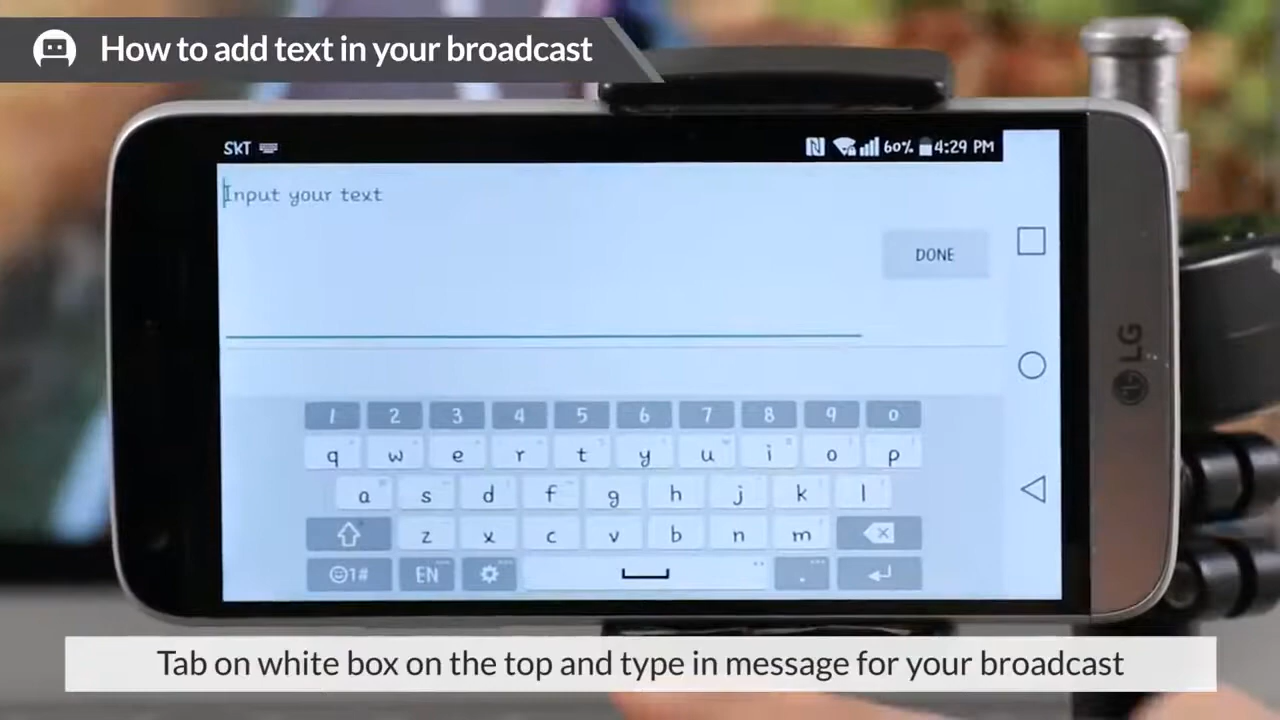 How to add text in your broadcast
SKT 60% 4:29 PM
Input your text
DONE
LG
1 2 3 4 5 6 7 8 9 0
q w e r t y u i o p
a s d f g h j k l
z x c v b n m
☺1# EN .
Tab on white box on the top and type in message for your broadcast